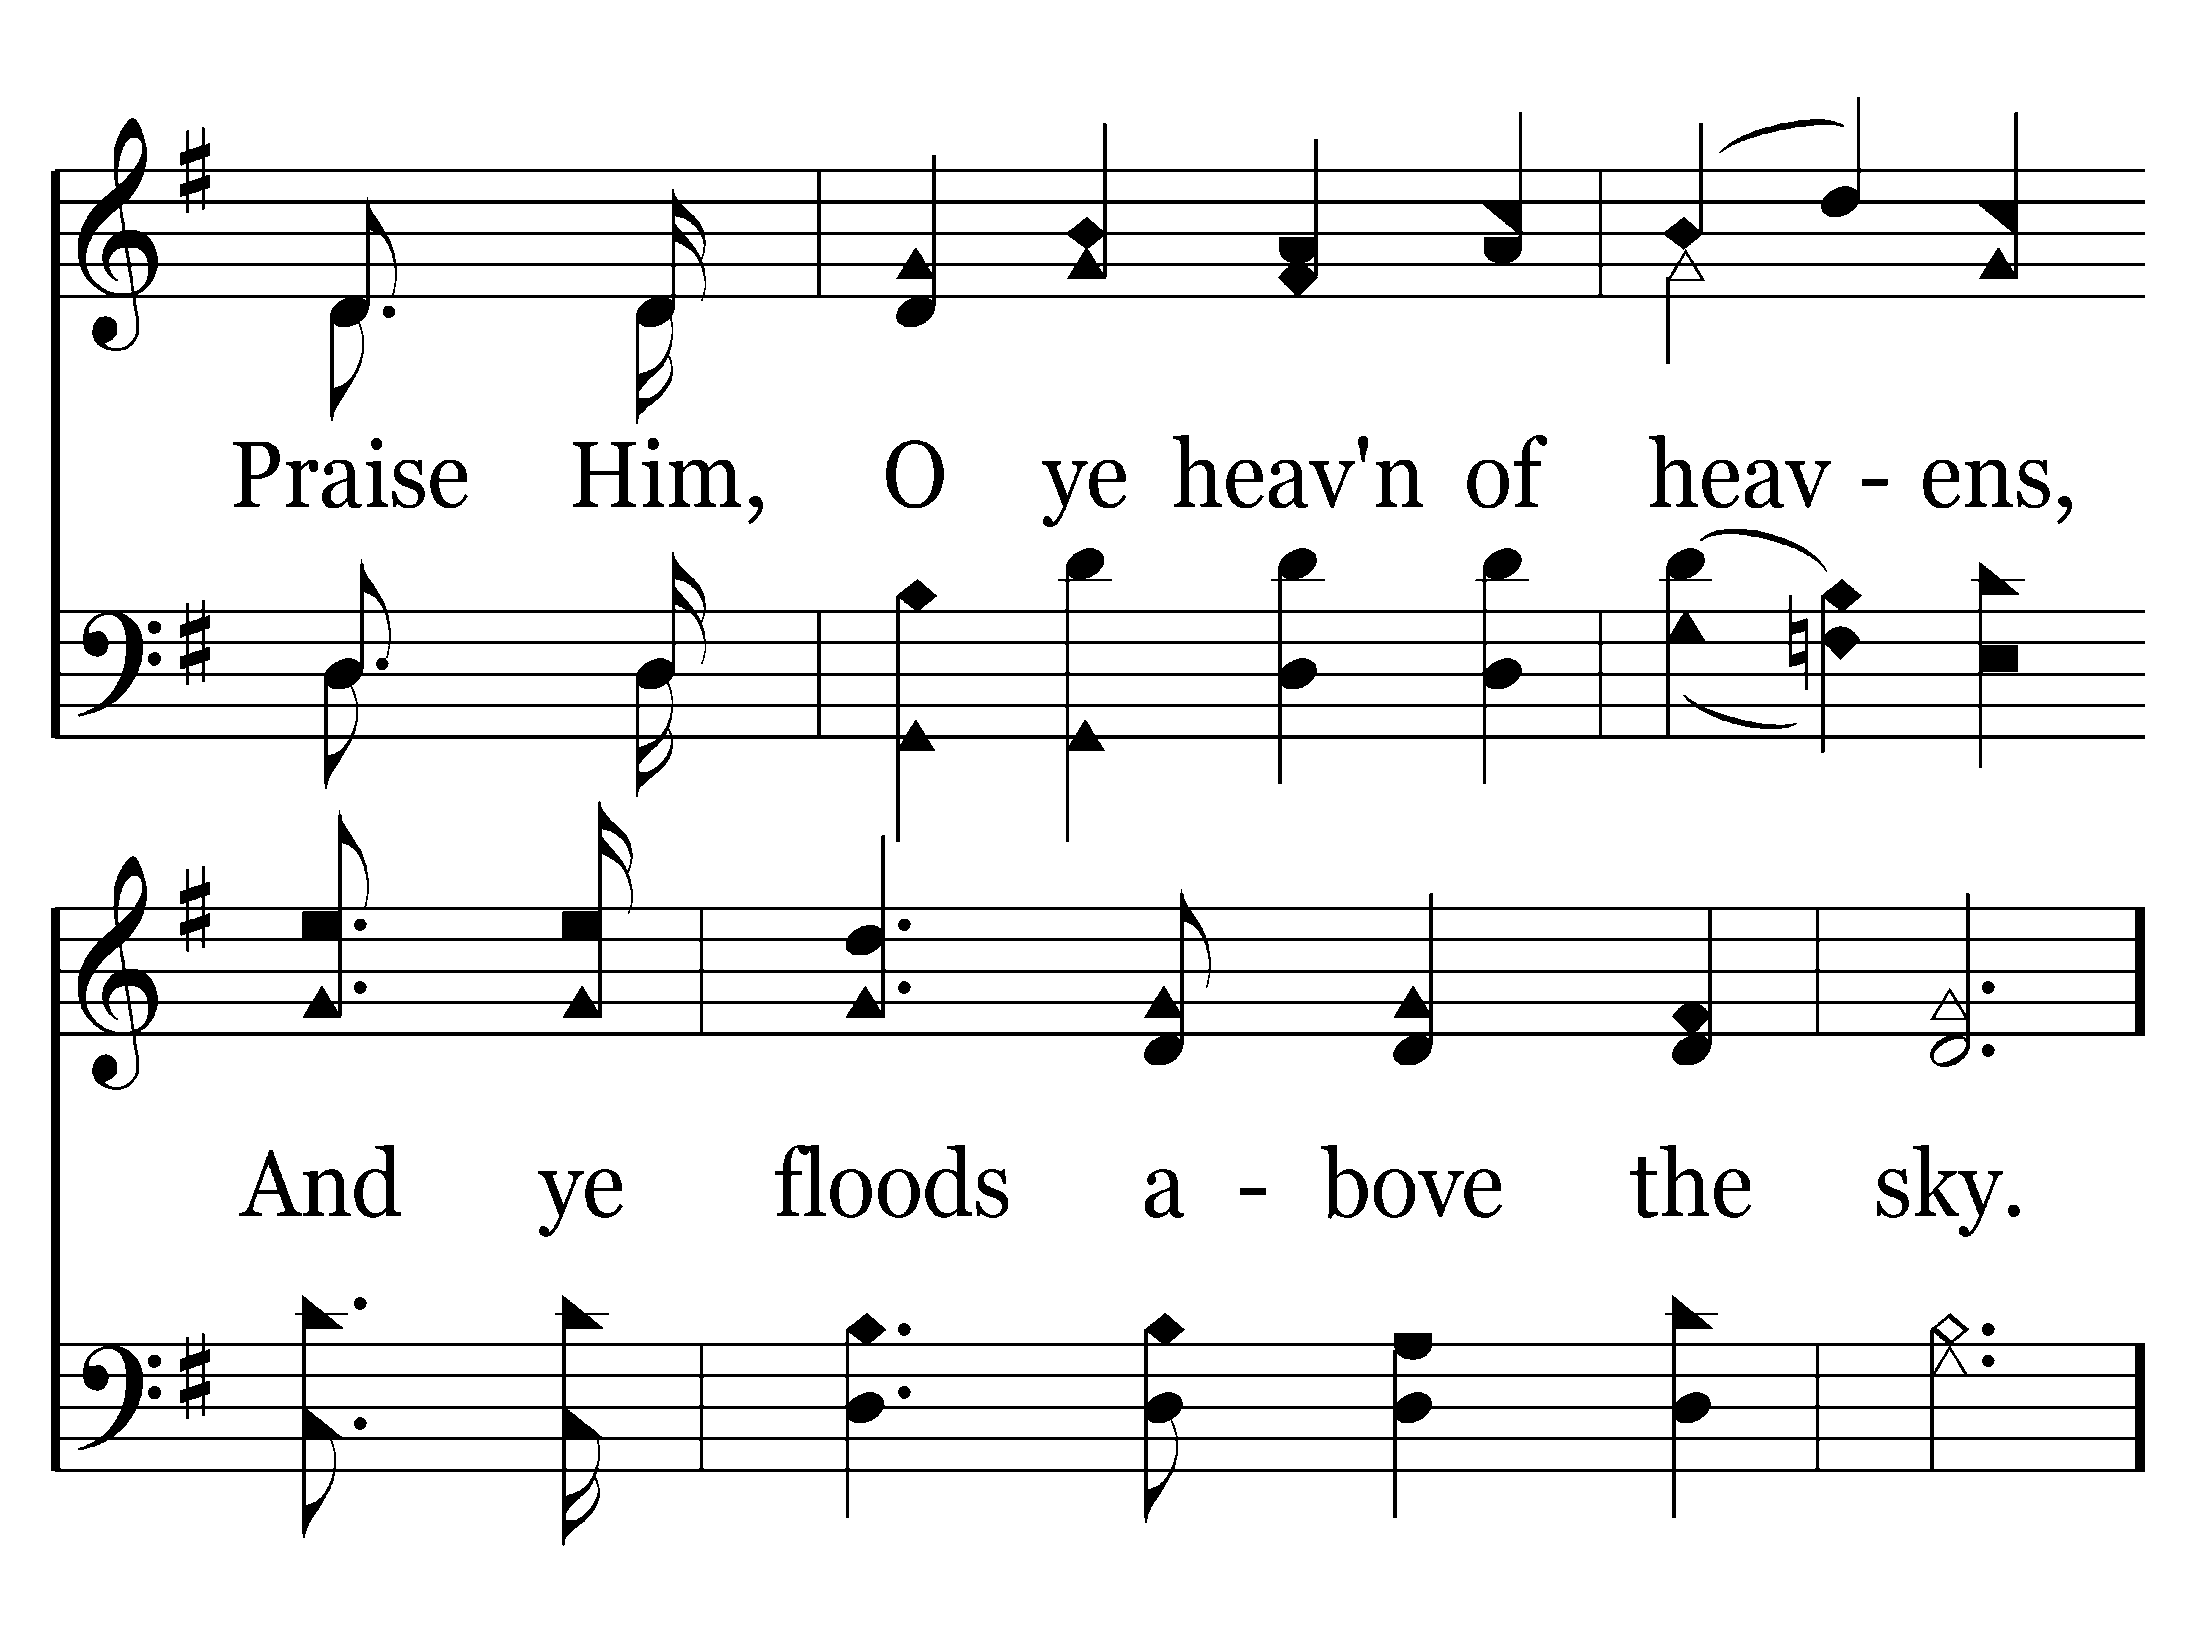 Praise Him, O ye heav'n of heav - ens,
And ye floods a - bove the sky.